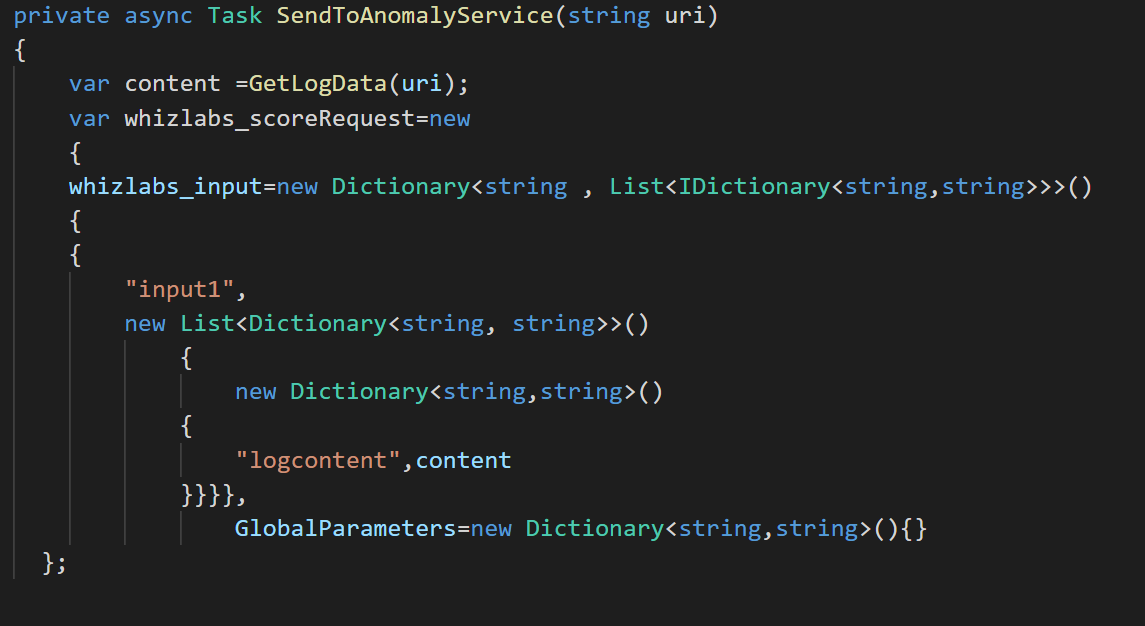 private async Task SendToAnomalyService(string uri)
{
var content =GetLogData(uri);
var whizlabs_scoreRequest=new
{
whizlabs_input=new Dictionary<string , List<IDictionary<string,string>>>()
{
{
"input1",
new List<Dictionary<string, string>>()
{
new Dictionary<string,string>()
{
"logcontent",content
}}}},
GlobalParameters=new Dictionary<string,string>(){}
};